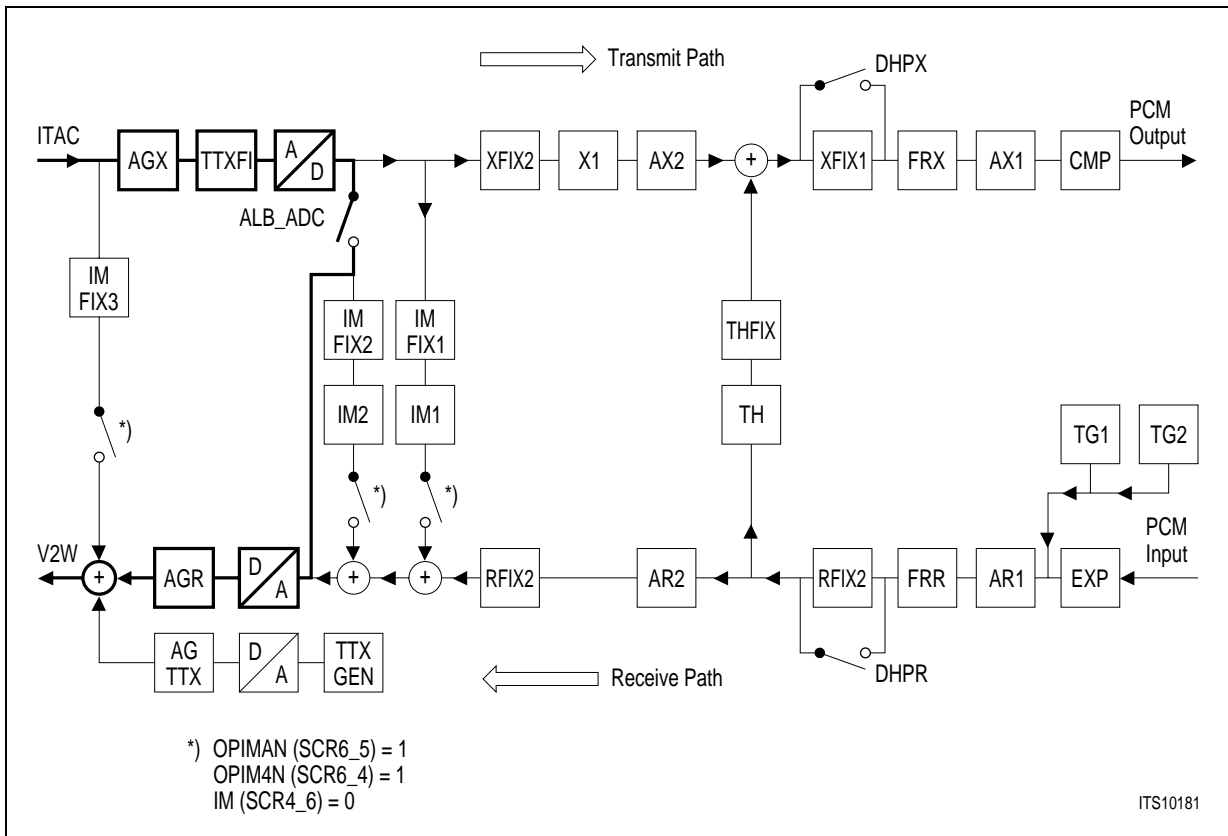 Transmit Path
DHPX
ITAC
AGX
TTXFI
A
D
XFIX2
X1
AX2
+
XFIX1
FRX
AX1
CMP
PCM
Output
ALB_ADC
IM
FIX3
IM
FIX2
IM
FIX1
THFIX
IM2
IM1
TH
*)
*)
*)
TG1
TG2
PCM
Input
V2W
+
AGR
D
A
+
+
RFIX2
AR2
RFIX2
FRR
AR1
EXP
AG
TTX
D
A
TTX
GEN
Receive Path
DHPR
*) OPIMAN (SCR6_5) = 1
OPIM4N (SCR6_4) = 1
IM (SCR4_6) = 0
ITS10181